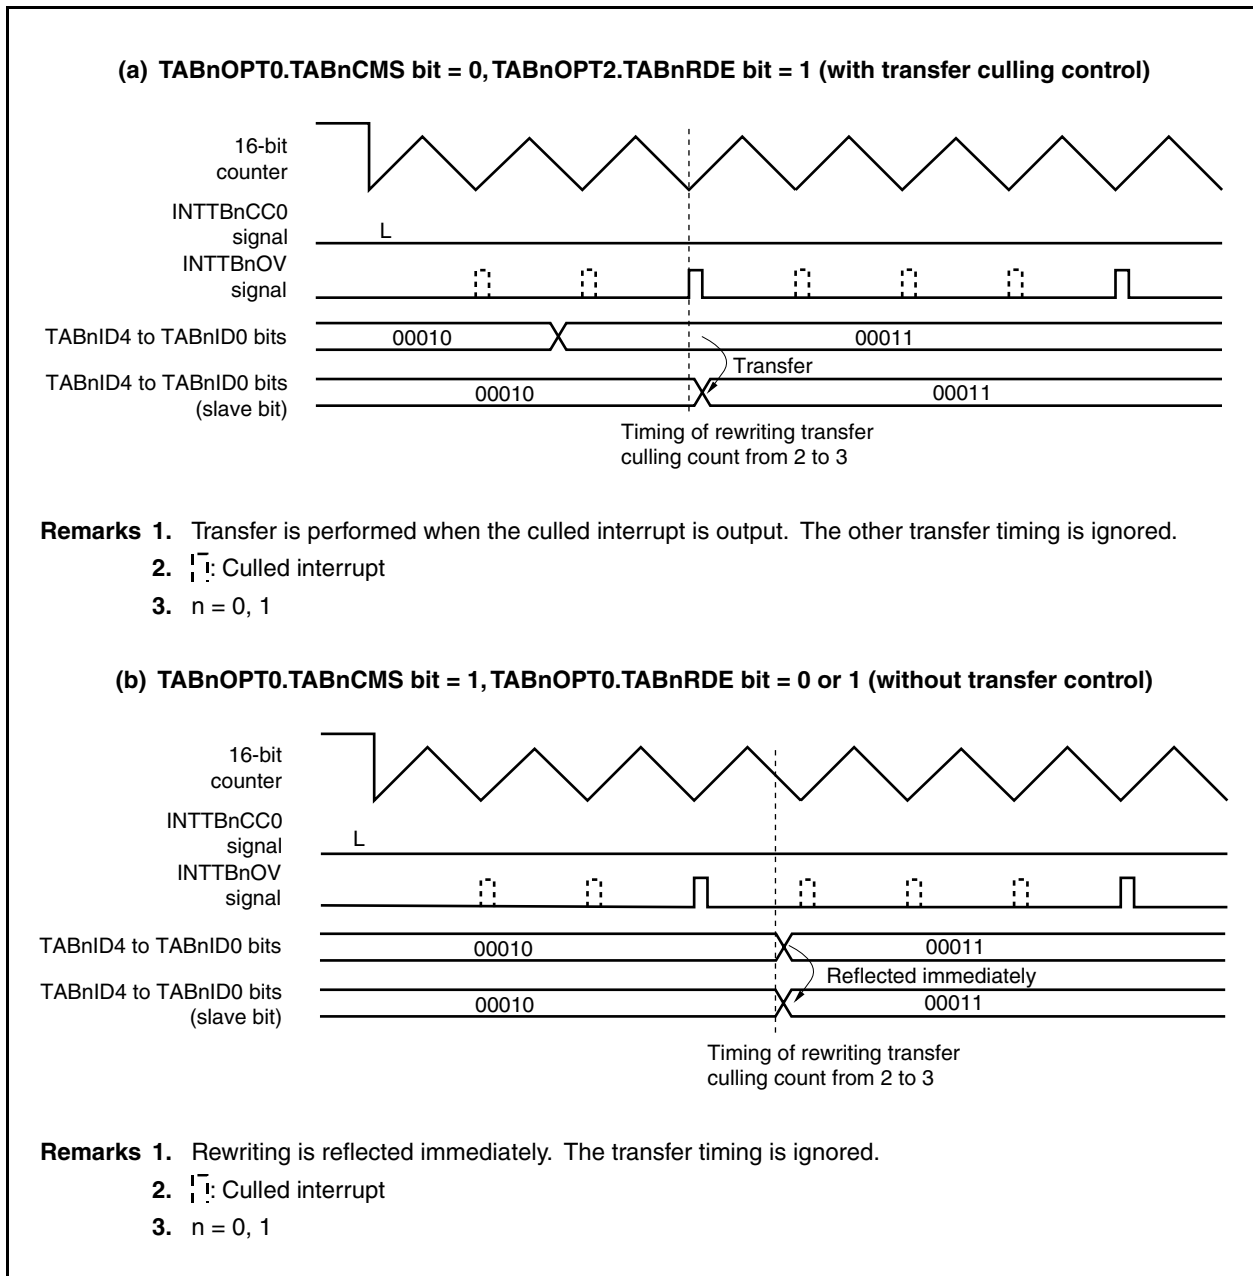 (a) TABnOPT0.TABnCMS bit = 0, TABnOPT2.TABnRDE bit = 1 (with transfer culling control)
16-bit
counter
INTTBnCC0
signal
L
INTTBnOV
signal
TABnID4 to TABnID0 bits
00010
00011
Transfer
TABnID4 to TABnID0 bits
(slave bit)
00010
00011
Timing of rewriting transfer
culling count from 2 to 3
Remarks 1. Transfer is performed when the culled interrupt is output. The other transfer timing is ignored.
2. : Culled interrupt
3. n = 0, 1
(b) TABnOPT0.TABnCMS bit = 1, TABnOPT0.TABnRDE bit = 0 or 1 (without transfer control)
16-bit
counter
INTTBnCC0
signal
L
INTTBnOV
signal
TABnID4 to TABnID0 bits
00010
00011
Reflected immediately
TABnID4 to TABnID0 bits
(slave bit)
00010
00011
Timing of rewriting transfer
culling count from 2 to 3
Remarks 1. Rewriting is reflected immediately. The transfer timing is ignored.
2. : Culled interrupt
3. n = 0, 1